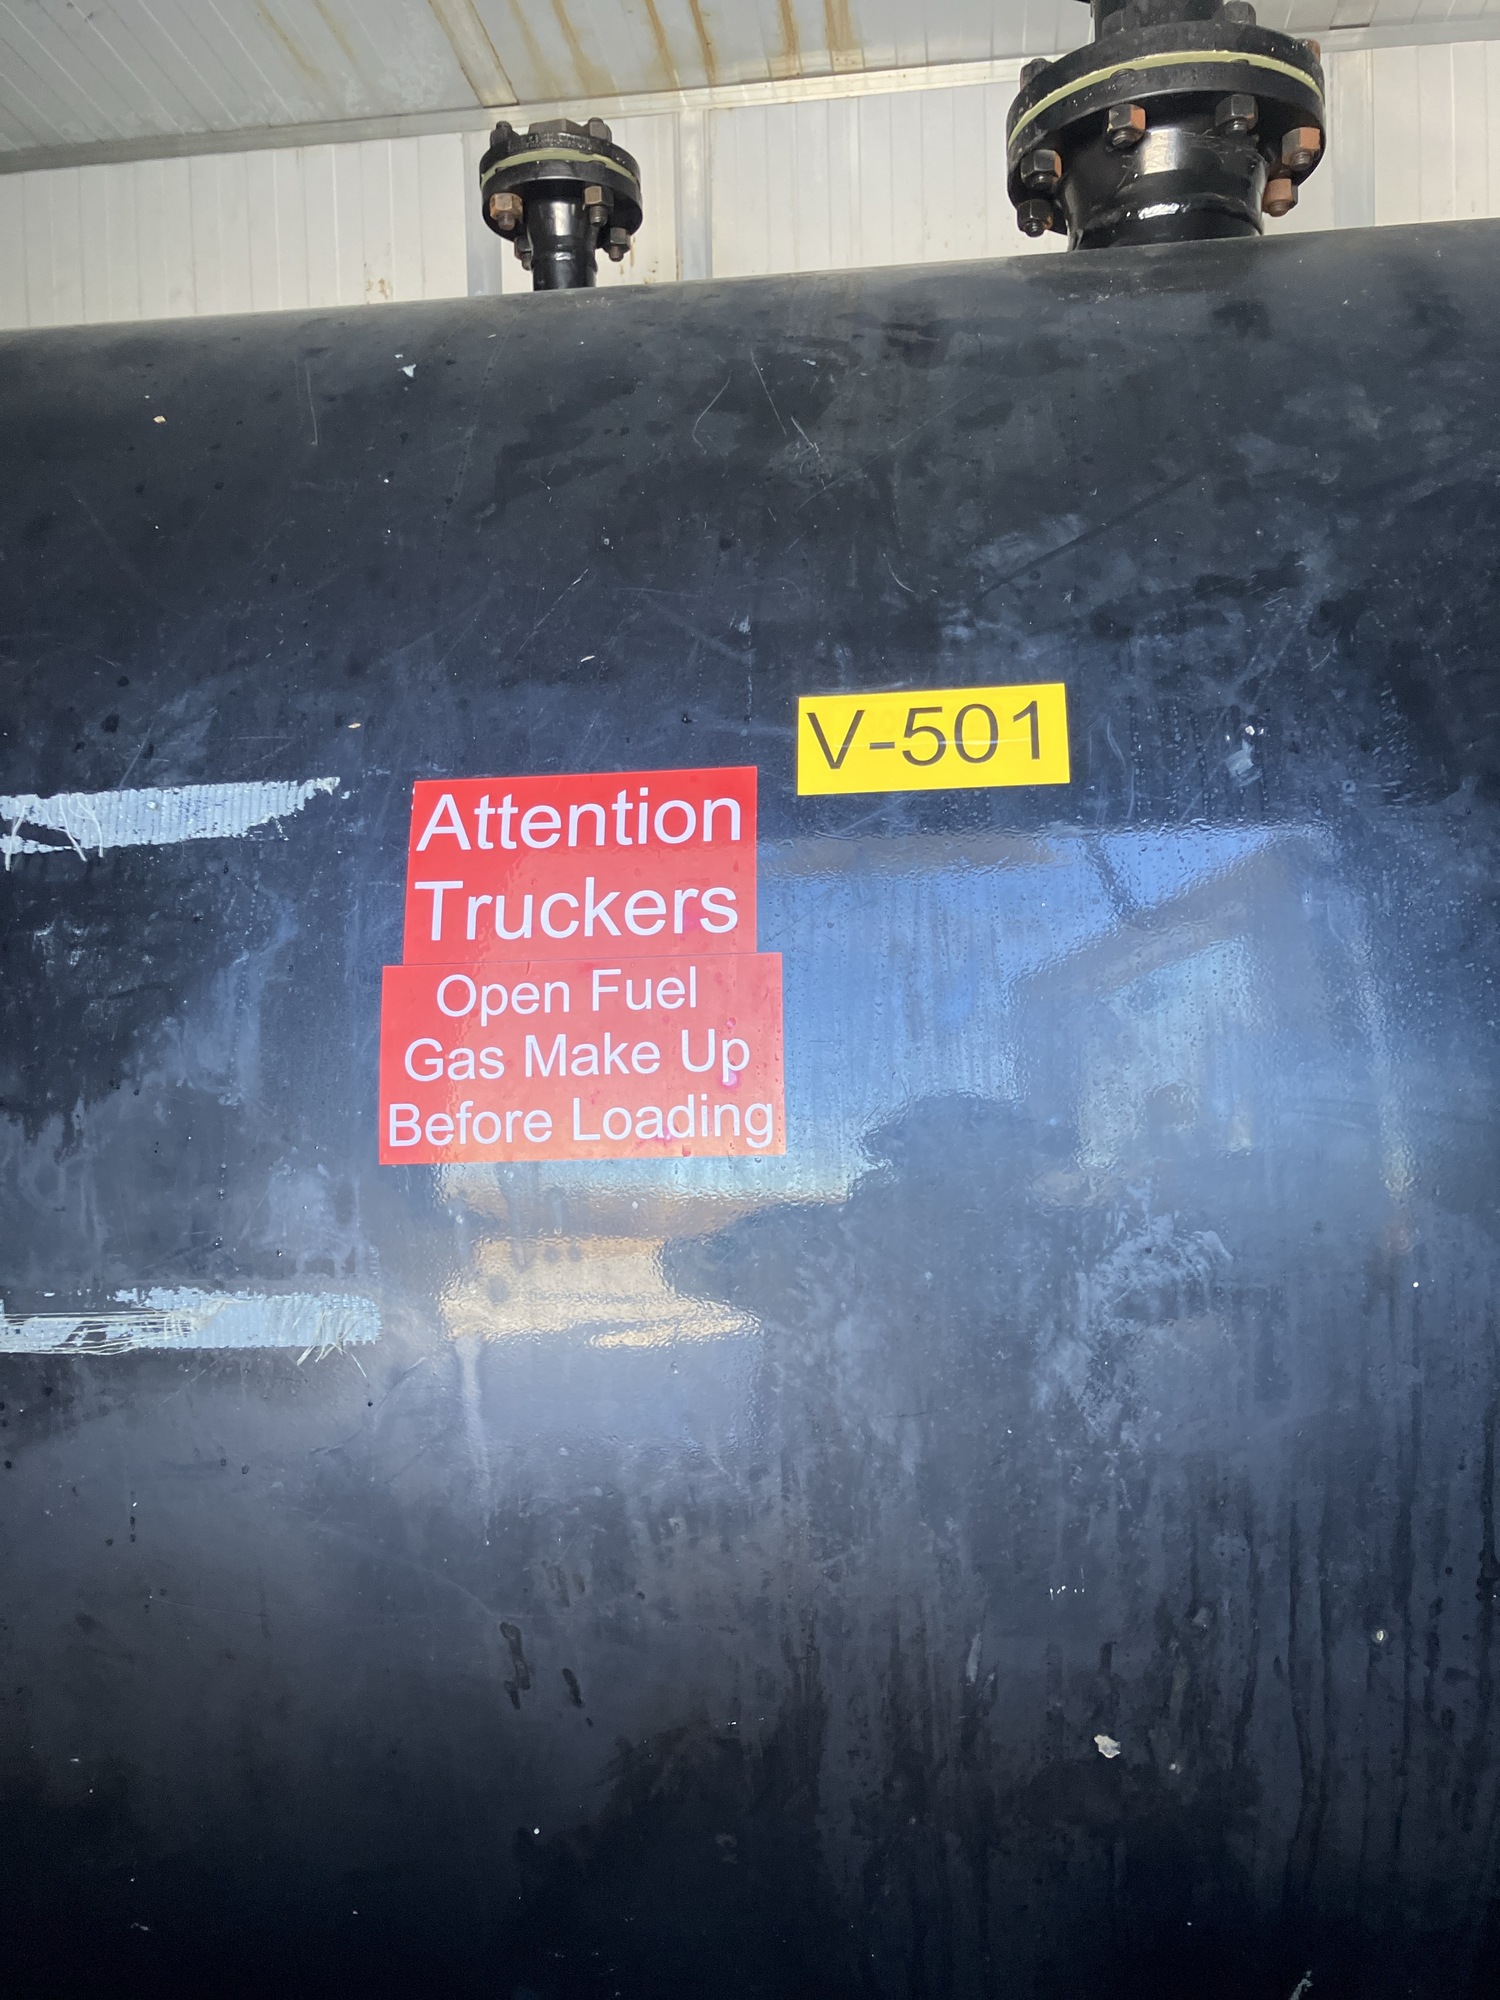 V-501
Attention
Truckers
Open Fuel
Gas Make Up
Before Loading